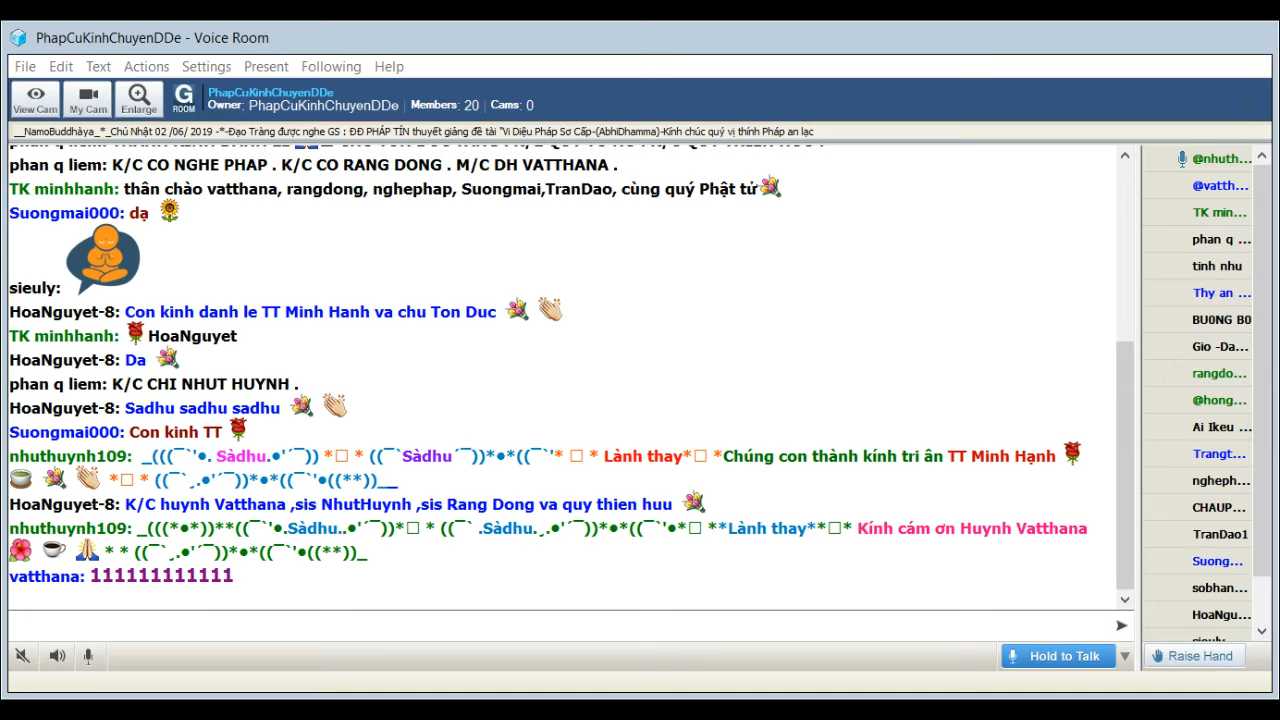 PhapCuKinhChuyenDDe - Voice Room
File Edit Text Actions Settings Present Following Help
View Cam My Cam Enlarge G ROOM
PhapCuKinhChuyenDDe
Owner: PhapCuKinhChuyenDDe Members: 20 Cams: 0
__NamoBuddhàya_*_Chủ Nhật 02 /06/ 2019 -*-Đạo Tràng được nghe GS : ĐĐ PHÁP TÍN thuyết giảng đề tài "Vi Diệu Pháp Sơ Cấp-(AbhiDhamma)-Kính chúc quý vị thính Pháp an lạc
phan q liem: K/C CO NGHE PHAP . K/C CO RANG DONG . M/C DH VATTHANA .
TK minhhanh: thân chào vatthana, rangdong, nghephap, Suongmai,TranDao, cùng quý Phật tử
Suongmai000: dạ
sieuly:
HoaNguyet-8: Con kinh danh le TT Minh Hanh va chu Ton Duc
TK minhhanh: HoaNguyet
HoaNguyet-8: Da
phan q liem: K/C CHI NHUT HUYNH .
HoaNguyet-8: Sadhu sadhu sadhu
Suongmai000: Con kinh TT
nhuthuynh109: _(((¯`'•. Sàdhu.•'´¯)) *□ * ((¯`Sàdhu´¯))*•*((¯`'* □ * Lành thay*□ *Chúng con thành kính tri ân TT Minh Hạnh
*□ * ((¯`¸.•'´¯))*•*((¯`'•((**))__
HoaNguyet-8: K/C huynh Vatthana ,sis NhutHuynh ,sis Rang Dong va quy thien huu
nhuthuynh109: _(((*•*))**((¯`'•.Sàdhu..•'´¯))*□ * ((¯` .Sàdhu.¸.•'´¯))*•*((¯`'•*□ **Lành thay**□* Kính cám ơn Huynh Vatthana
* * ((¯`¸.•'´¯))*•*((¯`'•((**))_
vatthana: 111111111111
@nhuth...
@vatth...
TK min...
phan q ...
tinh nhu
Thy an ...
BU0NG B0
Gio -Da...
rangdo...
@hong...
Ai Ikeu ...
Trangt...
ngheph...
CHAUP...
TranDao1
Suong...
sobhan...
HoaNgu...
sieuly
Hold to Talk
Raise Hand